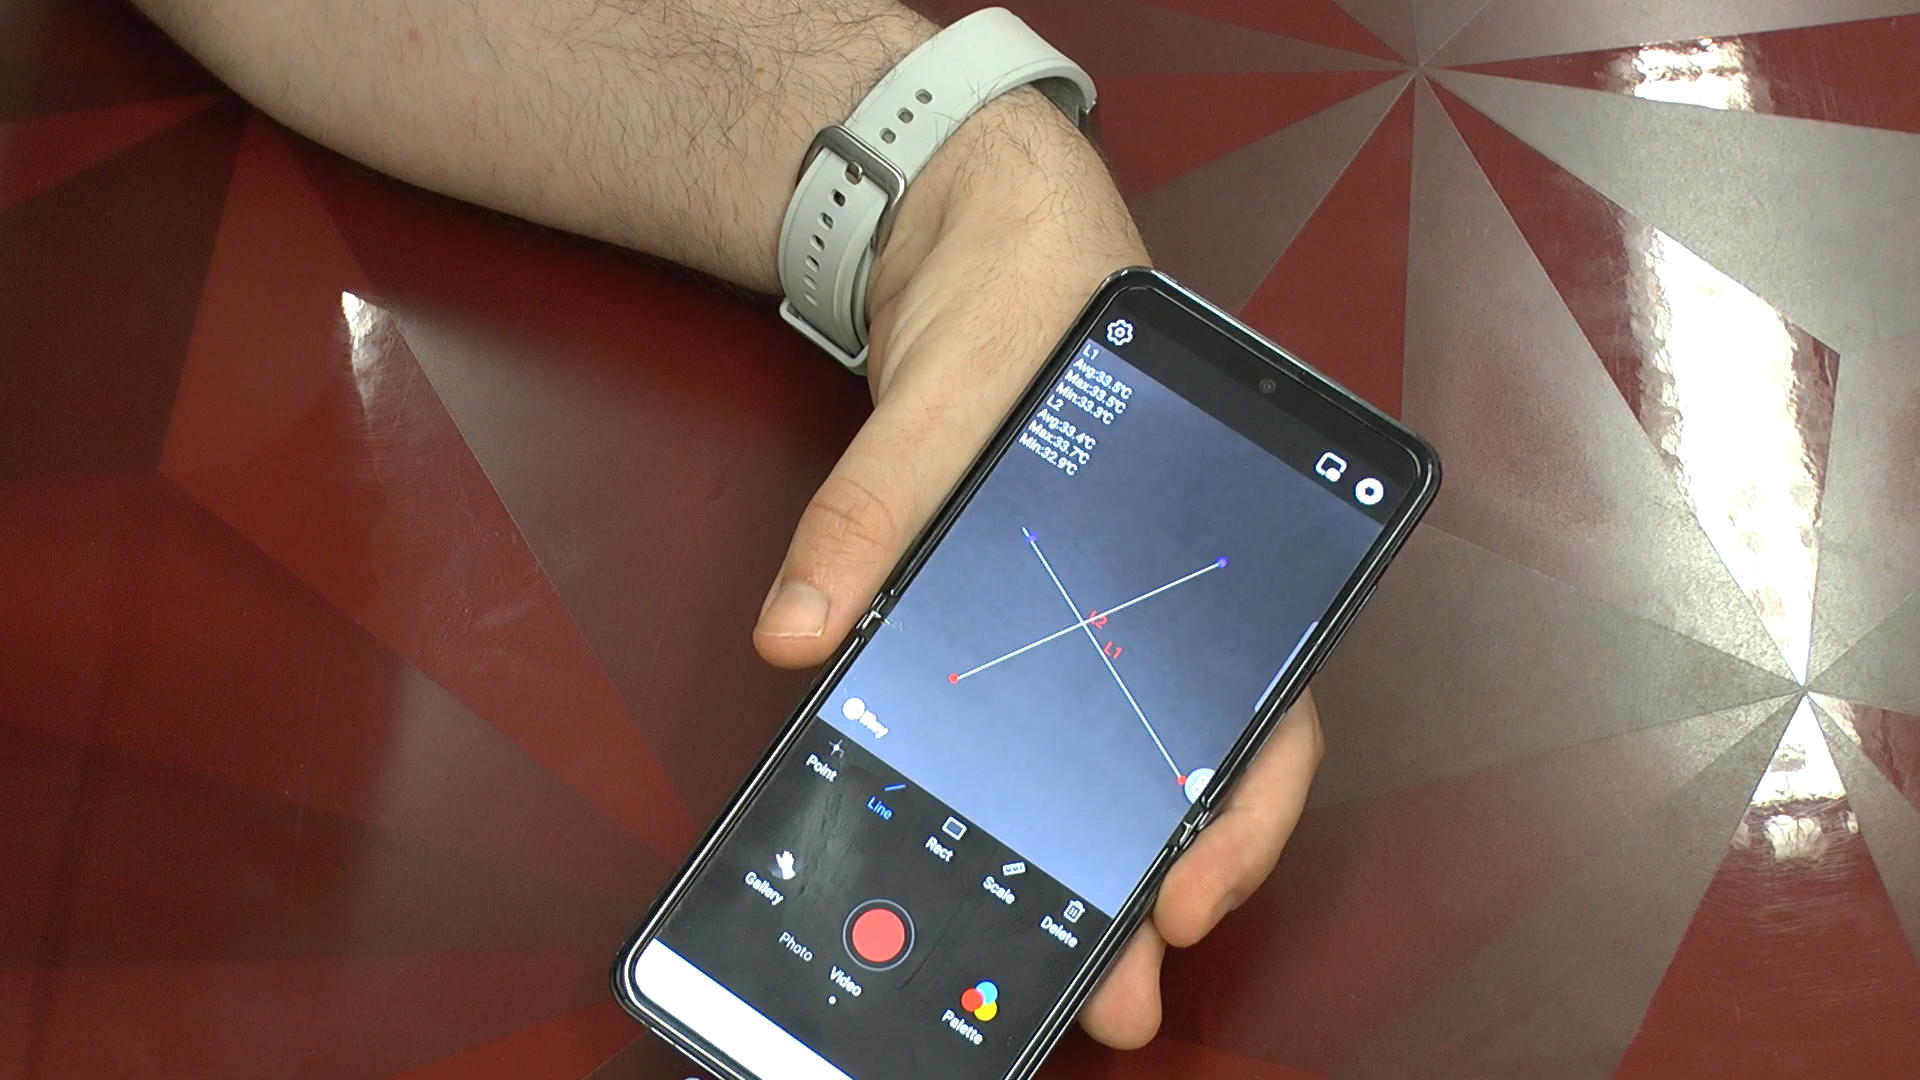 L1
Avg:33.5℃
Max:33.5℃
Min:33.3℃
L2
Avg:33.4℃
Max:33.7℃
Min:32.9℃
L2
L1
Point
Line
Rect
Scale
Delete
Gallery
Photo
Video
Palette